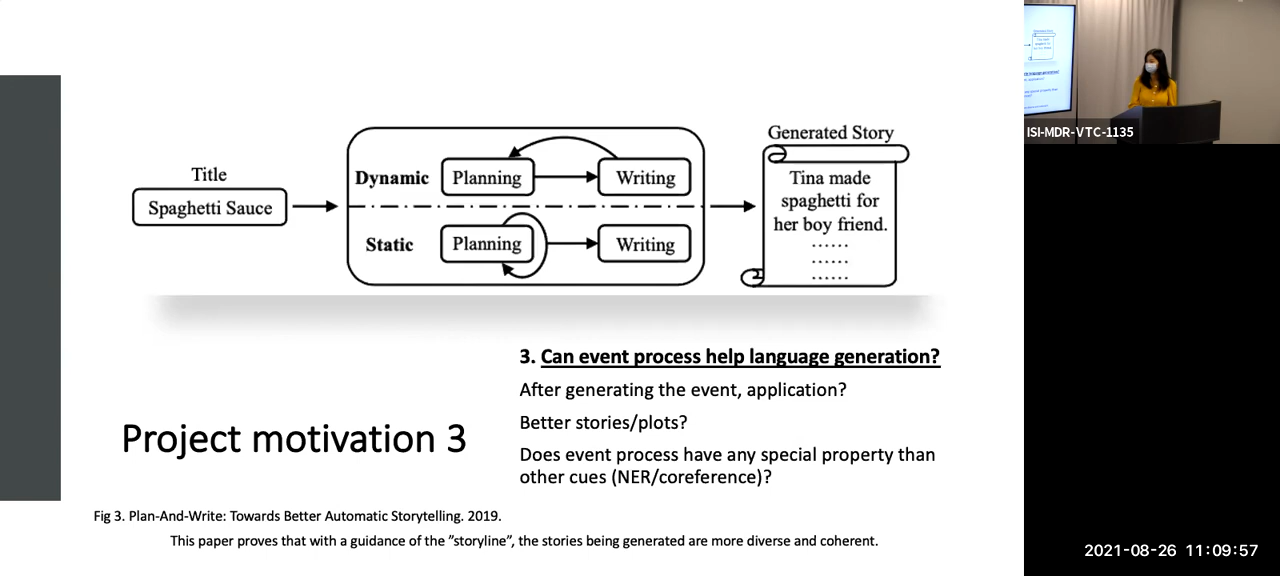 Title
Spaghetti Sauce
Dynamic
Planning
Writing
Static
Planning
Writing
Generated Story
Tina made
spaghetti for
her boy friend.
......
......
......
3. Can event process help language generation?
After generating the event, application?
Better stories/plots?
Does event process have any special property than
other cues (NER/coreference)?
Project motivation 3
Fig 3. Plan-And-Write: Towards Better Automatic Storytelling. 2019.
This paper proves that with a guidance of the ”storyline”, the stories being generated are more diverse and coherent.
ISI-MDR-VTC-1135
2021-08-26 11:09:57